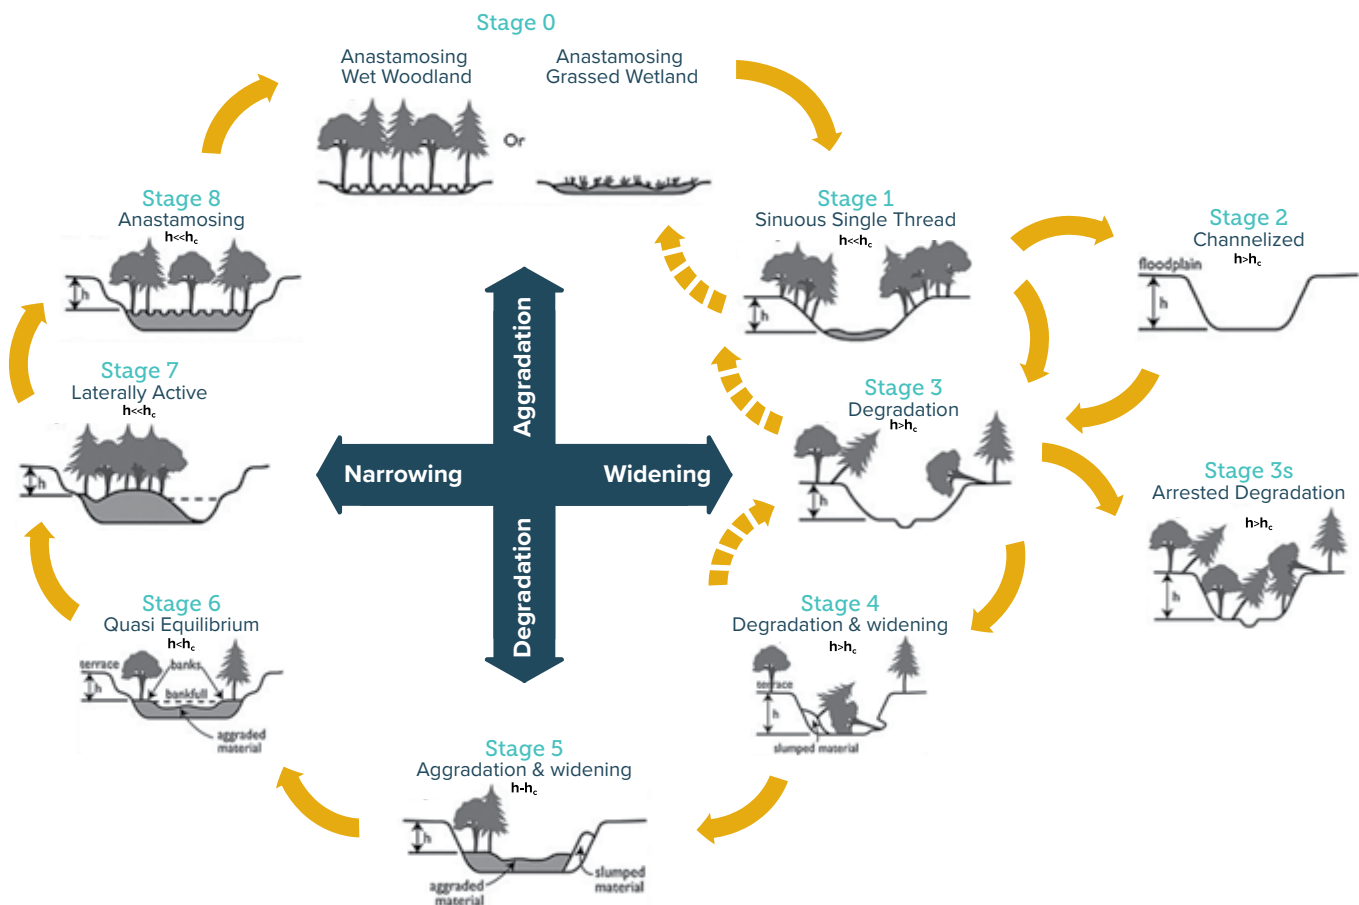 Stage 0
Anastamosing
Wet Woodland
Anastamosing
Grassed Wetland
Or
Stage 1
Sinuous Single Thread
h<<hc
h
Stage 2
Channelized
h>hc
floodplain
h
Stage 3
Degradation
h>hc
h
Stage 3s
Arrested Degradation
h>hc
h
Stage 4
Degradation & widening
h>hc
terrace
h
slumped material
Stage 5
Aggradation & widening
h-hc
h
aggraded
material
slumped
material
Stage 6
Quasi Equilibrium
h<hc
terrace
banks
h
bankfull
aggraded
material
Stage 7
Laterally Active
h<<hc
h
Stage 8
Anastamosing
h<<hc
h
Aggradation
Narrowing
Widening
Degradation